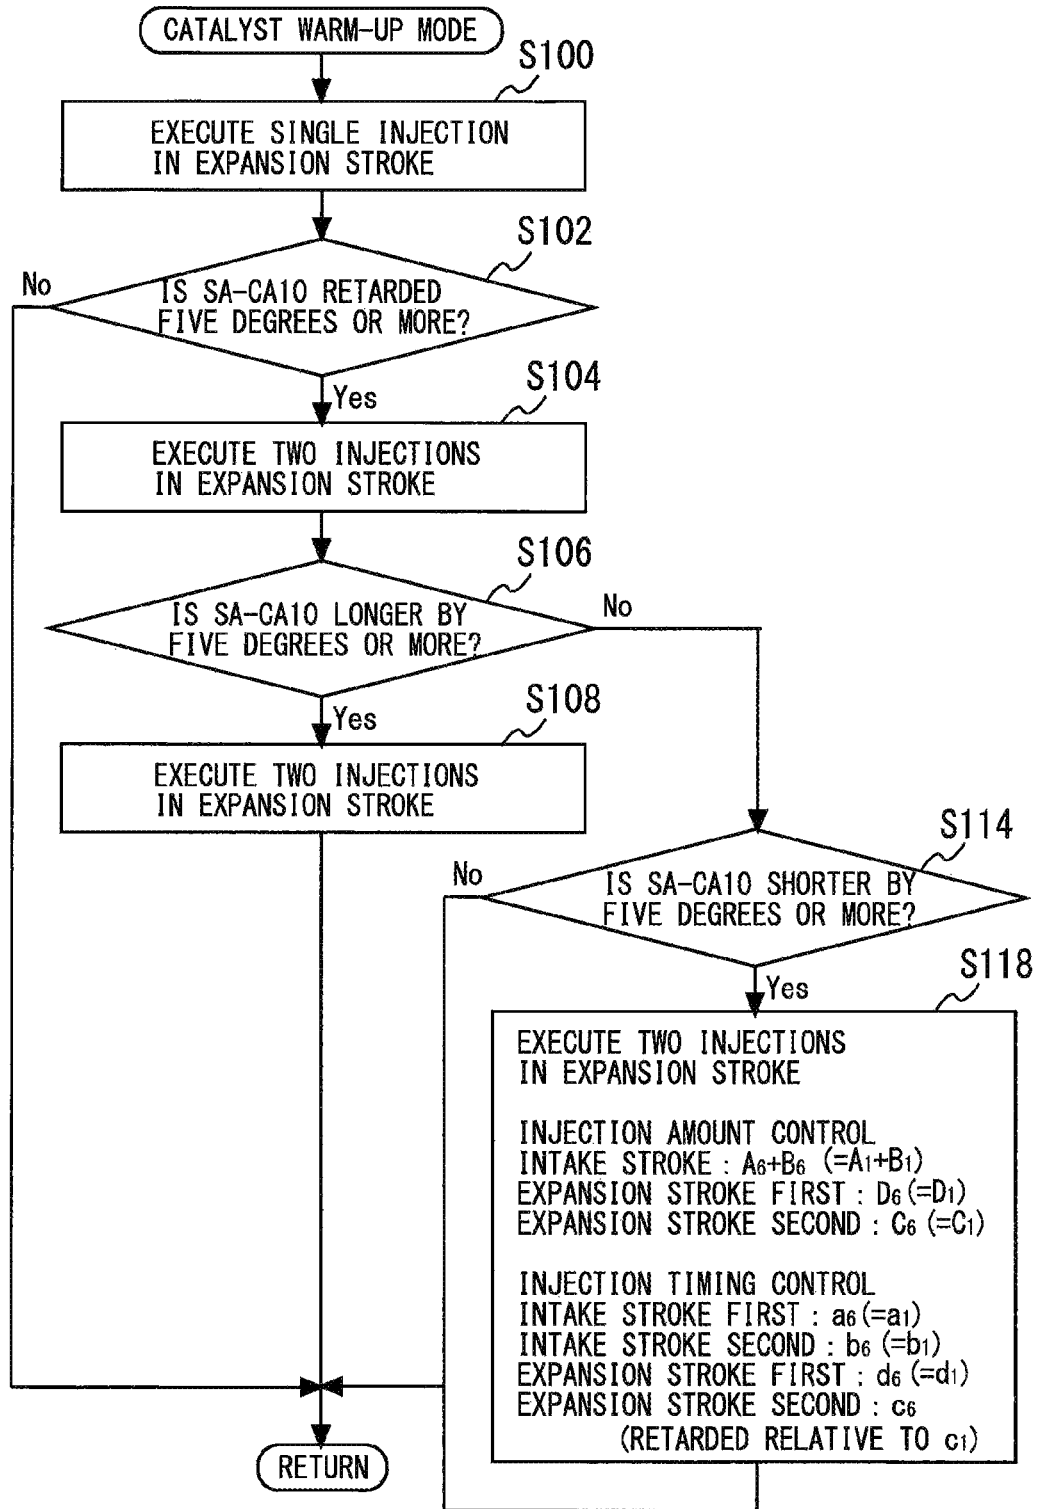 CATALYST WARM-UP MODE
S100
EXECUTE SINGLE INJECTION
IN EXPANSION STROKE
S102
No
IS SA-CA10 RETARDED
FIVE DEGREES OR MORE?
Yes
S104
EXECUTE TWO INJECTIONS
IN EXPANSION STROKE
S106
IS SA-CA10 LONGER BY
FIVE DEGREES OR MORE?
No
Yes
S108
EXECUTE TWO INJECTIONS
IN EXPANSION STROKE
S114
No
IS SA-CA10 SHORTER BY
FIVE DEGREES OR MORE?
Yes
S118
EXECUTE TWO INJECTIONS
IN EXPANSION STROKE
INJECTION AMOUNT CONTROL
INTAKE STROKE : A6+B6 (=A1+B1)
EXPANSION STROKE FIRST : D6 (=D1)
EXPANSION STROKE SECOND : C6 (=C1)
INJECTION TIMING CONTROL
INTAKE STROKE FIRST : a6 (=a1)
INTAKE STROKE SECOND : b6 (=b1)
EXPANSION STROKE FIRST : d6 (=d1)
EXPANSION STROKE SECOND : c6
(RETARDED RELATIVE TO c1)
RETURN